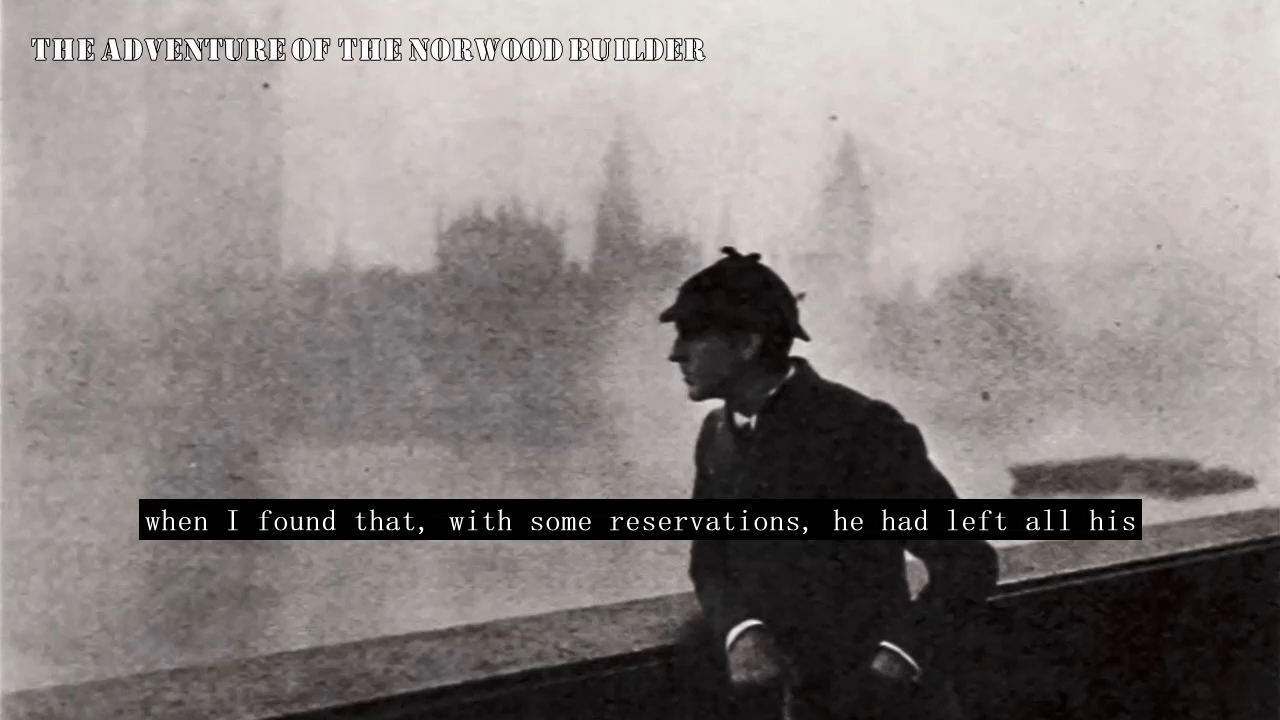 THE ADVENTURE OF THE NORWOOD BUILDER
when I found that, with some reservations, he had left all his